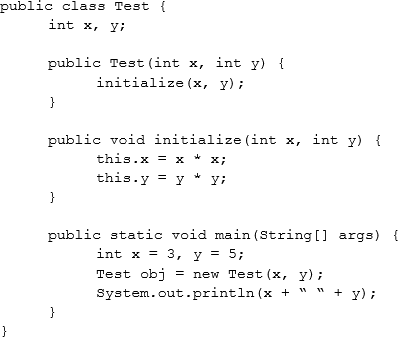 public class Test {
int x, y;
public Test(int x, int y) {
initialize(x, y);
}
public void initialize(int x, int y) {
this.x = x * x;
this.y = y * y;
}
public static void main(String[] args) {
int x = 3, y = 5;
Test obj = new Test(x, y);
System.out.println(x + “ “ + y);
}
}